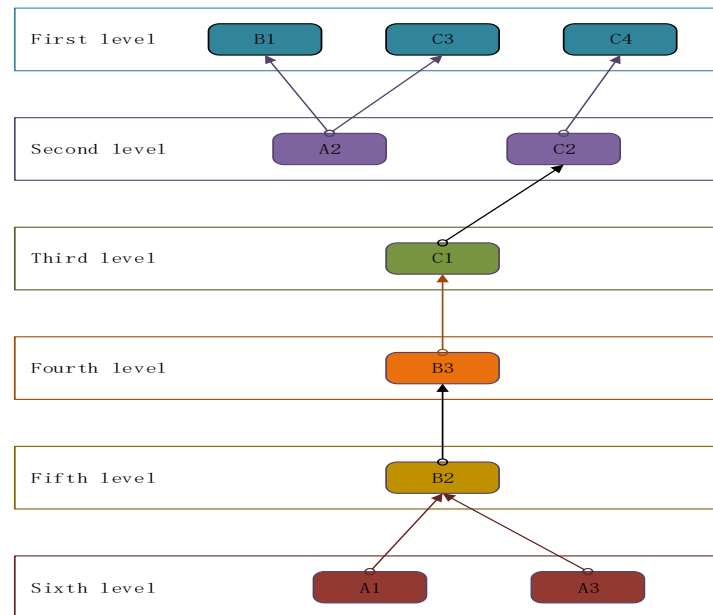 First level B1 C3 C4
Second level A2 C2
Third level C1
Fourth level B3
Fifth level B2
Sixth level A1 A3